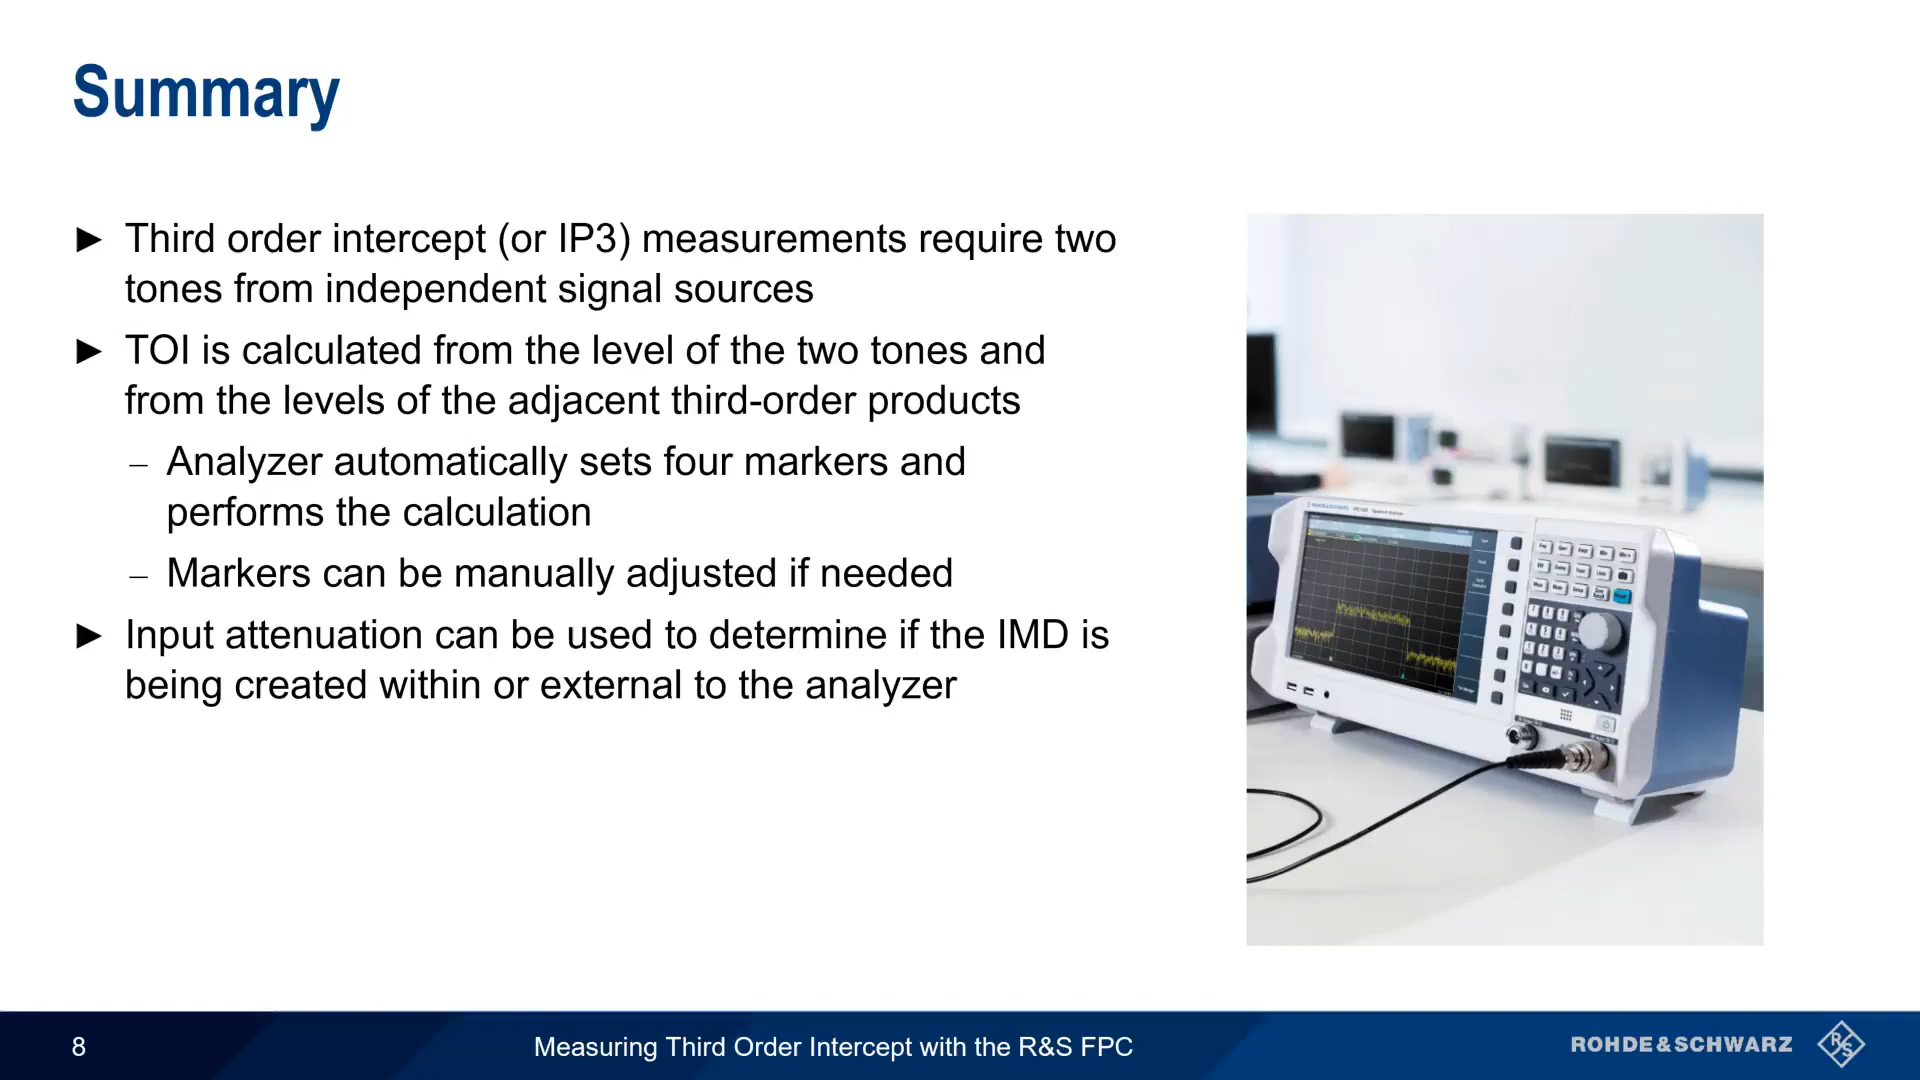 Summary
► Third order intercept (or IP3) measurements require two
tones from independent signal sources
► TOI is calculated from the level of the two tones and
from the levels of the adjacent third-order products
– Analyzer automatically sets four markers and
performs the calculation
– Markers can be manually adjusted if needed
► Input attenuation can be used to determine if the IMD is
being created within or external to the analyzer
ROHDE&SCHWARZ
8
Measuring Third Order Intercept with the R&S FPC
ROHDE&SCHWARZ
R&S